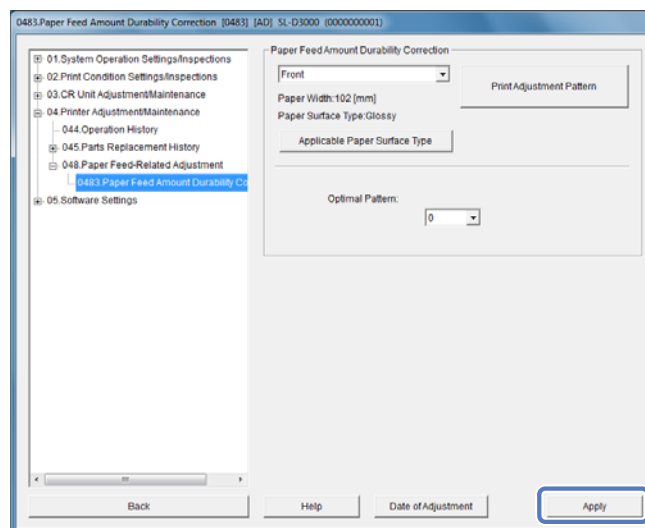 0483.Paper Feed Amount Durability Correction [0483] [AD] SL-D3000 (0000000001)
01.System Operation Settings/Inspections
02.Print Condition Settings/Inspections
03.CR Unit Adjustment/Maintenance
04.Printer Adjustment/Maintenance
044.Operation History
045.Parts Replacement History
048.Paper Feed-Related Adjustment
0483.Paper Feed Amount Durability Co
05.Software Settings
Paper Feed Amount Durability Correction
Front
Print Adjustment Pattern
Paper Width:102 [mm]
Paper Surface Type:Glossy
Applicable Paper Surface Type
Optimal Pattern:
0
Back
Help
Date of Adjustment
Apply